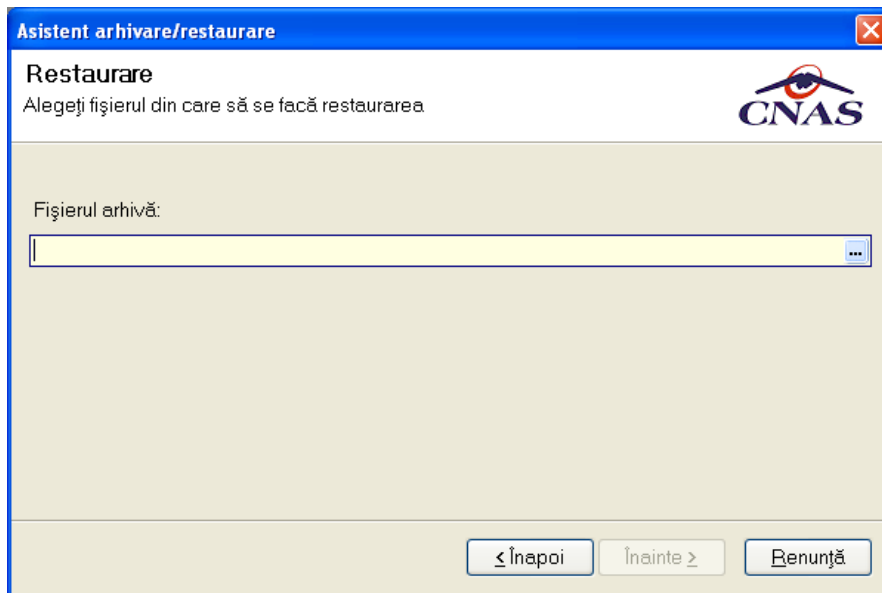 Asistent arhivare/restaurare
Restaurare
Alegeţi fişierul din care să se facă restaurarea
CNAS
Fişierul arhivă:
...
< Înapoi
Înainte >
Renunţă